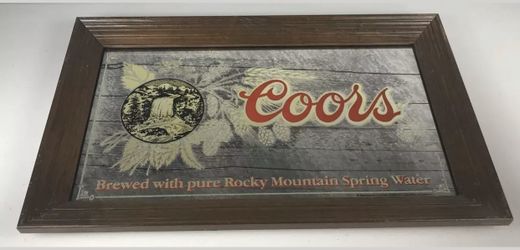 Coors
Brewed with pure Rocky Mountain Spring Water